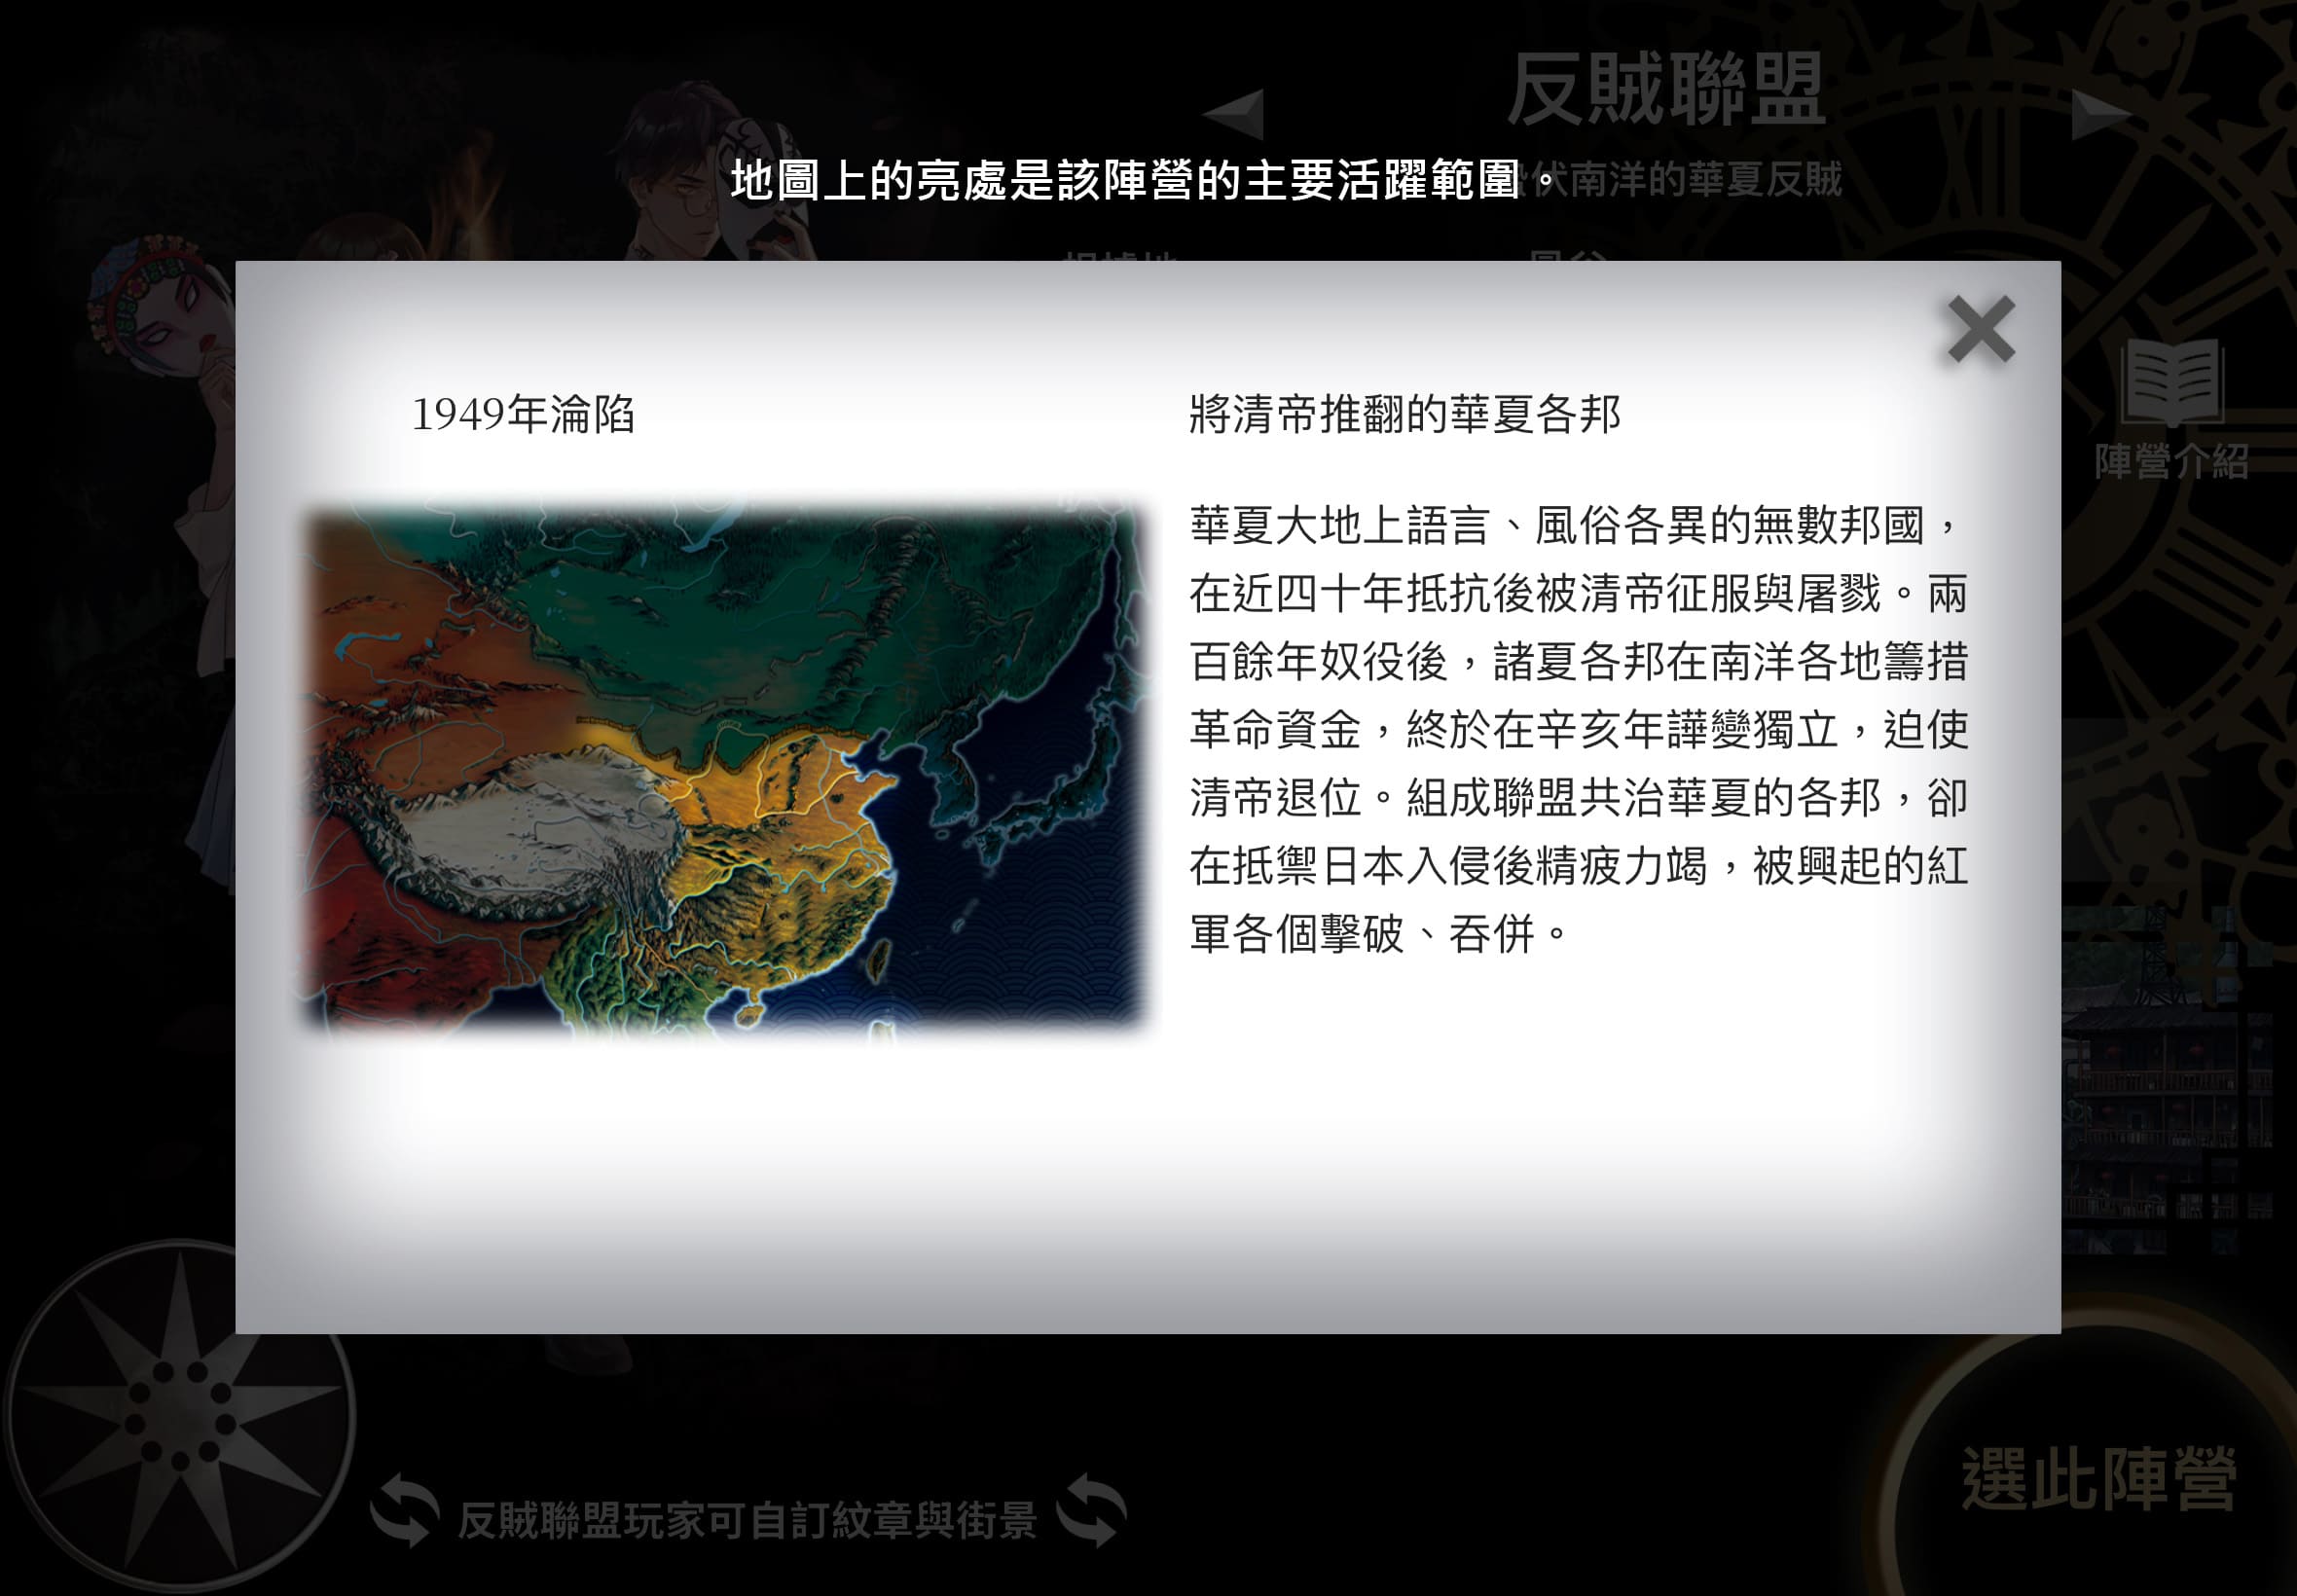 反賊聯盟
地圖上的亮處是該陣營的主要活躍範圍。
伏南洋的華夏反賊
1949年淪陷
將清帝推翻的華夏各邦
華夏大地上語言、風俗各異的無數邦國，
在近四十年抵抗後被清帝征服與屠戮。兩
百餘年奴役後，諸夏各邦在南洋各地籌措
革命資金，終於在辛亥年譁變獨立，迫使
清帝退位。組成聯盟共治華夏的各邦，卻
在抵禦日本入侵後精疲力竭，被興起的紅
軍各個擊破、吞併。
陣營介紹
反賊聯盟玩家可自訂紋章與街景
選此陣營